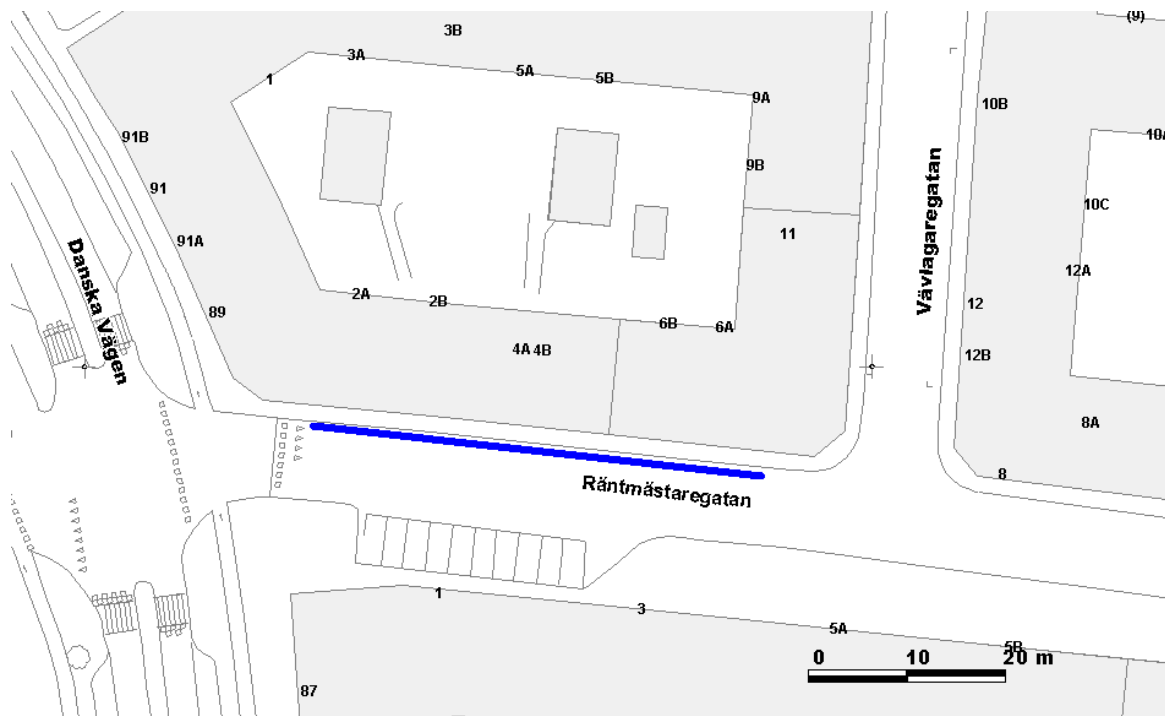 (9)
3B
3A
5A
5B
1
9A
10B
10A
91B
9B
91
10C
11
91A
Danska Vägen
Vävlagaregatan
12A
2A
2B
12
89
6B
6A
4A 4B
12B
8A
8
Räntmästaregatan
1
3
5A
5B
0 10 20 m
87